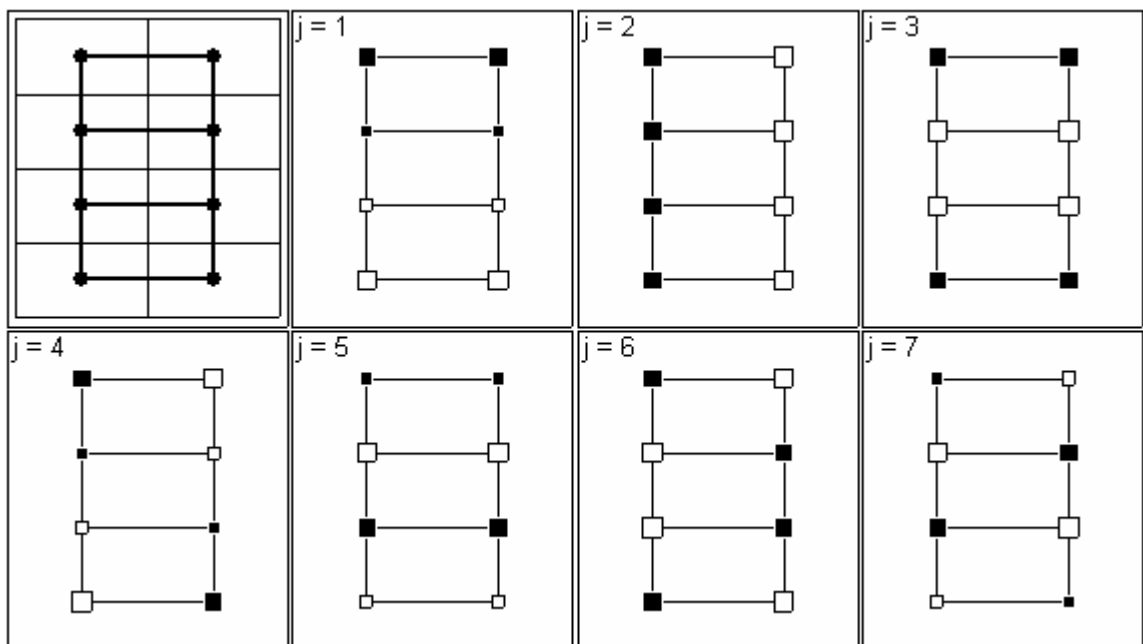 j = 1
j = 2
j = 3
j = 4
j = 5
j = 6
j = 7